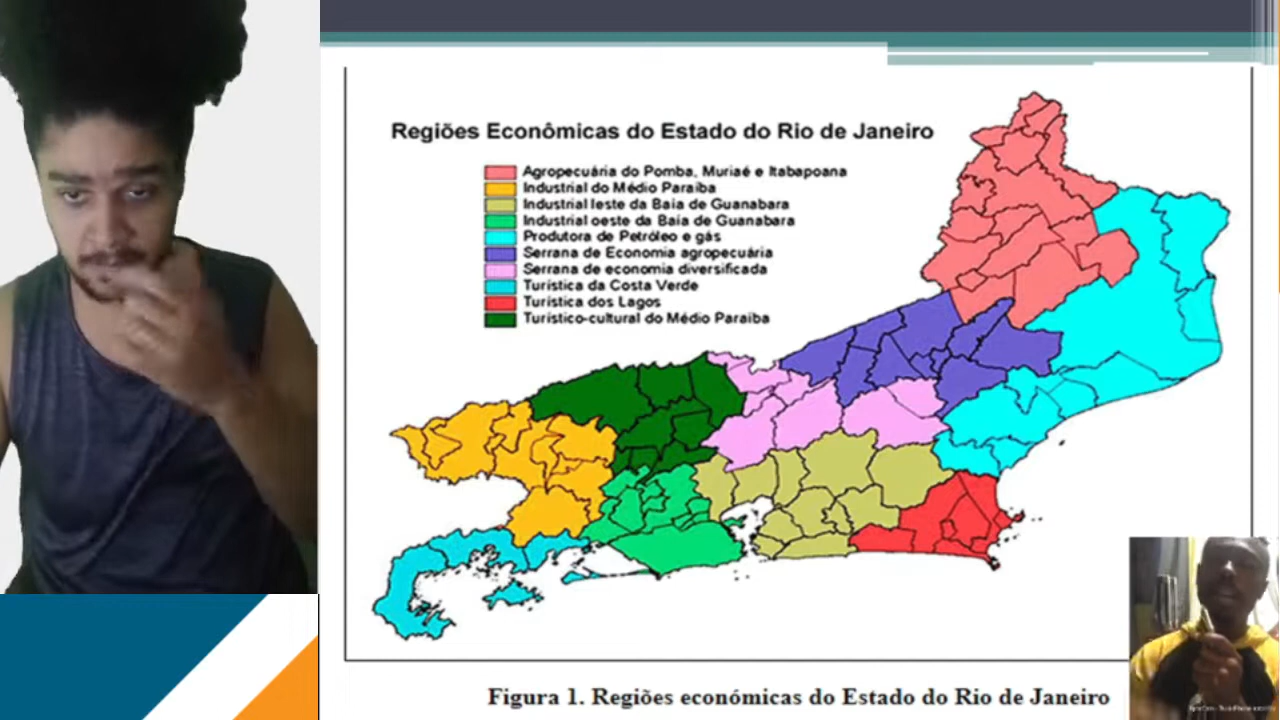 Regiões Econômicas do Estado do Rio de Janeiro
Agropecuária do Pomba, Muriaé e Itabapoana
Industrial do Médio Paraíba
Industrial leste da Baía de Guanabara
Industrial oeste da Baía de Guanabara
Produtora de Petróleo e gás
Serrana de Economia agropecuária
Serrana de economia diversificada
Turística da Costa Verde
Turística dos Lagos
Turístico-cultural do Médio Paraíba
Figura 1. Regiões económicas do Estado do Rio de Janeiro